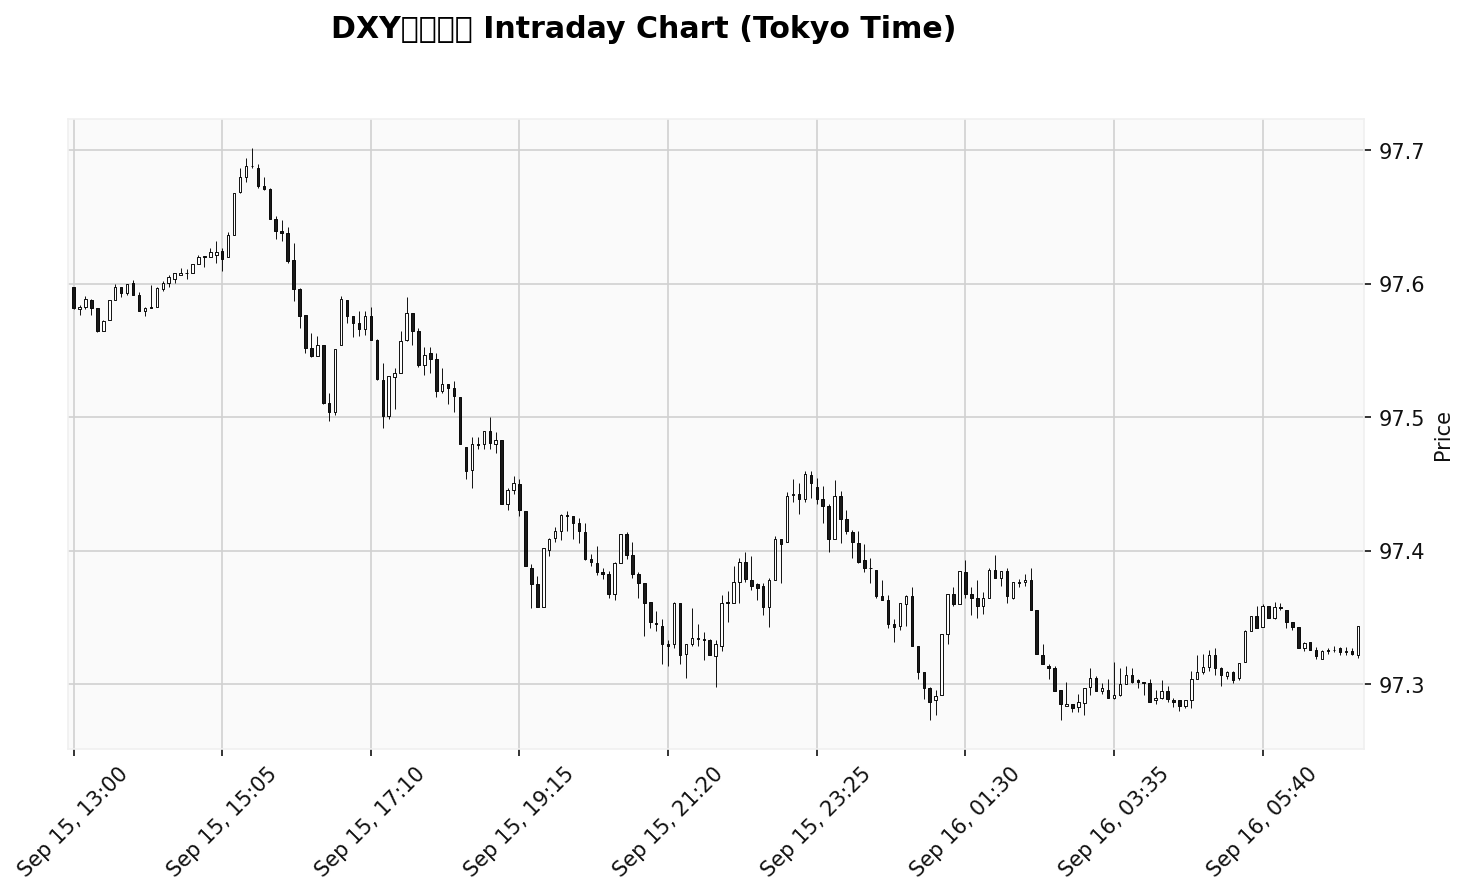 DXY Intraday Chart (Tokyo Time)
97.7
97.6
97.5
97.4
97.3
Price
Sep 15, 13:00
Sep 15, 15:05
Sep 15, 17:10
Sep 15, 19:15
Sep 15, 21:20
Sep 15, 23:25
Sep 16, 01:30
Sep 16, 03:35
Sep 16, 05:40